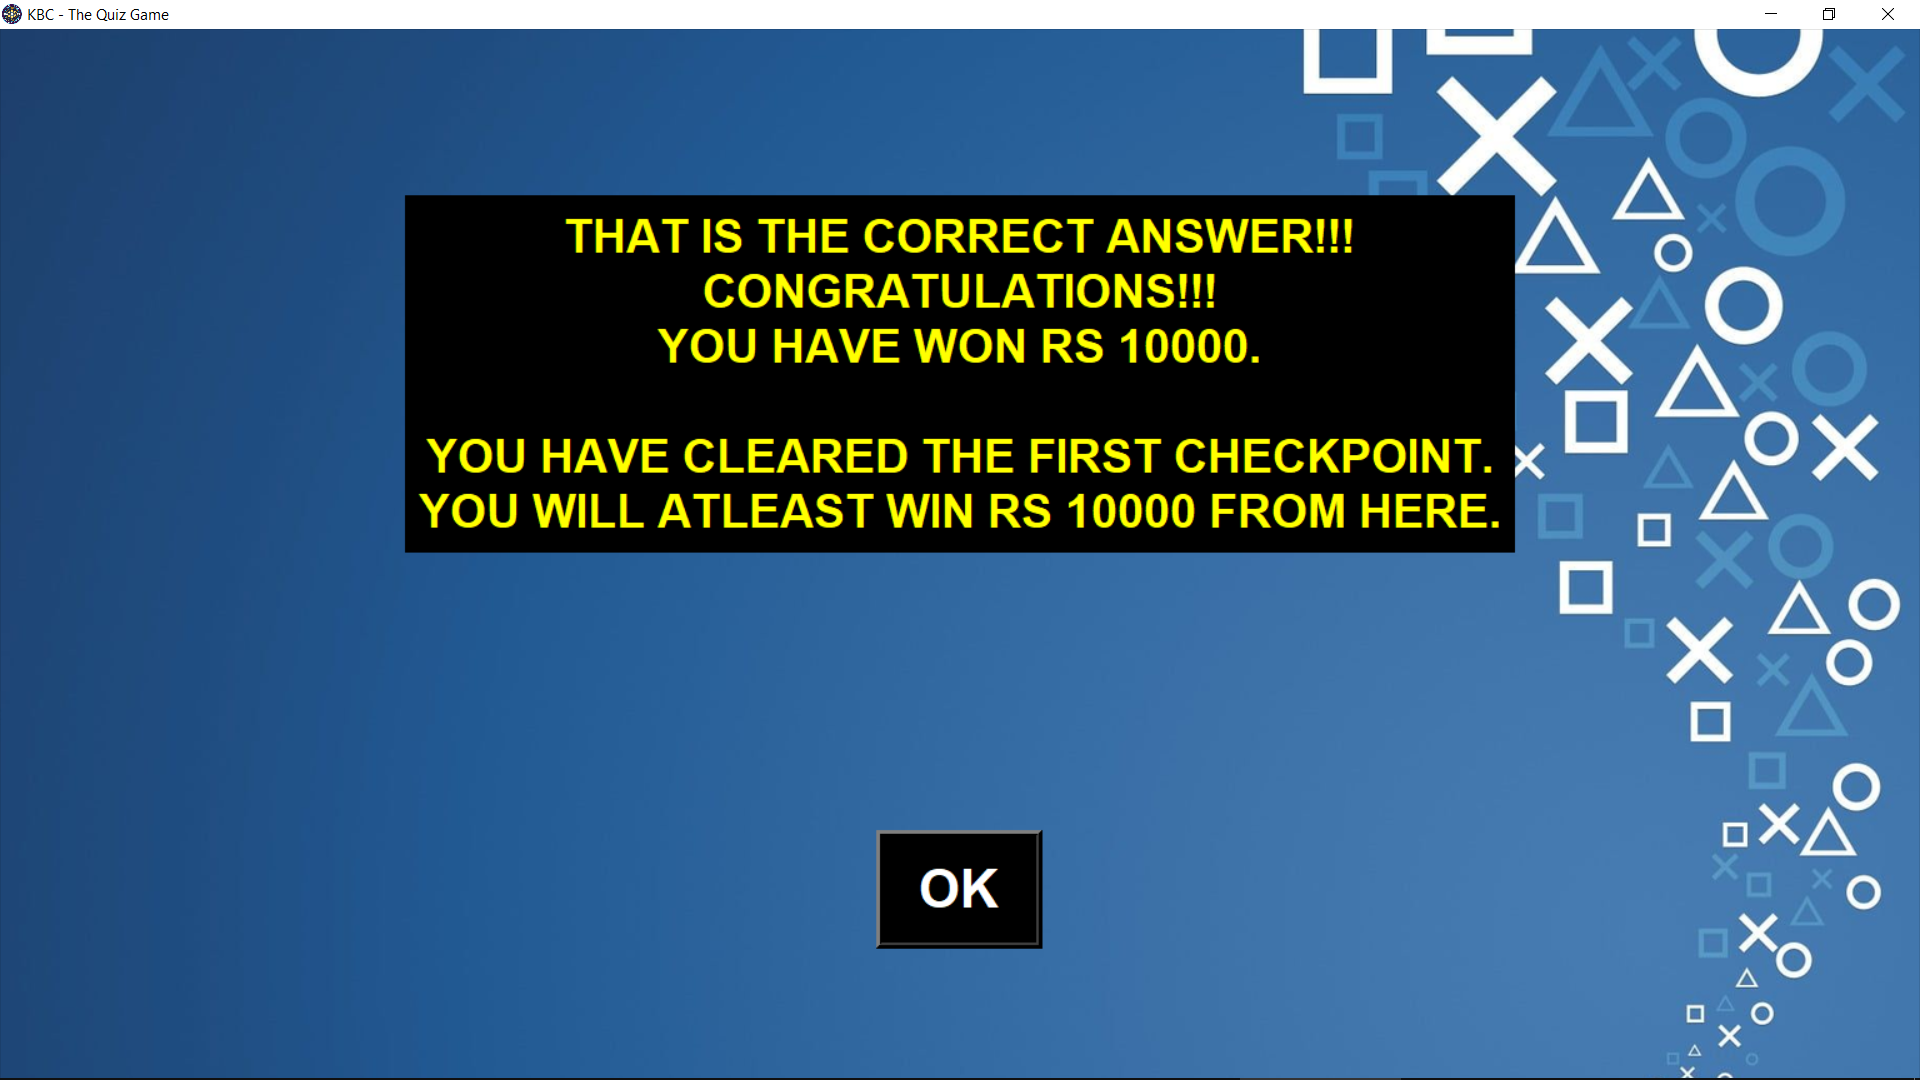 KBC - The Quiz Game
THAT IS THE CORRECT ANSWER!!!
CONGRATULATIONS!!!
YOU HAVE WON RS 10000.
YOU HAVE CLEARED THE FIRST CHECKPOINT.
YOU WILL ATLEAST WIN RS 10000 FROM HERE.
OK